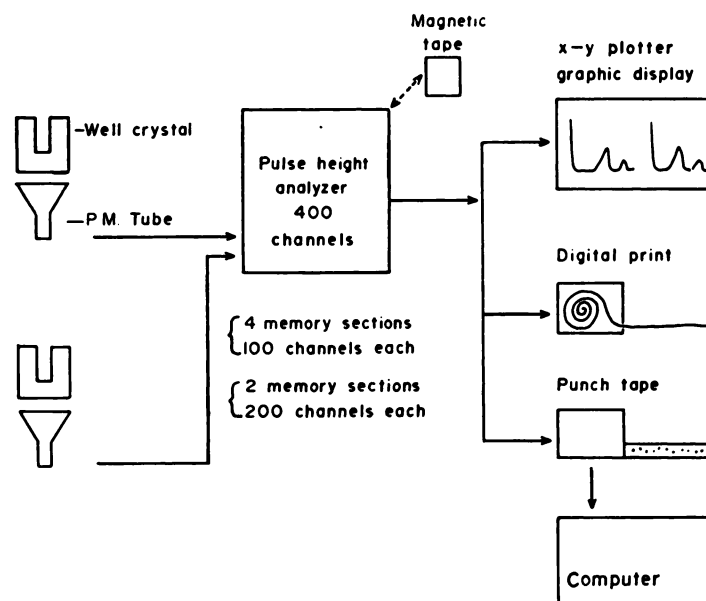 Magnetic
tape
x-y plotter
graphic display
-Well crystal
-P.M. Tube
Pulse height
analyzer
400
channels
Digital print
4 memory sections
100 channels each
2 memory sections
200 channels each
Punch tape
Computer